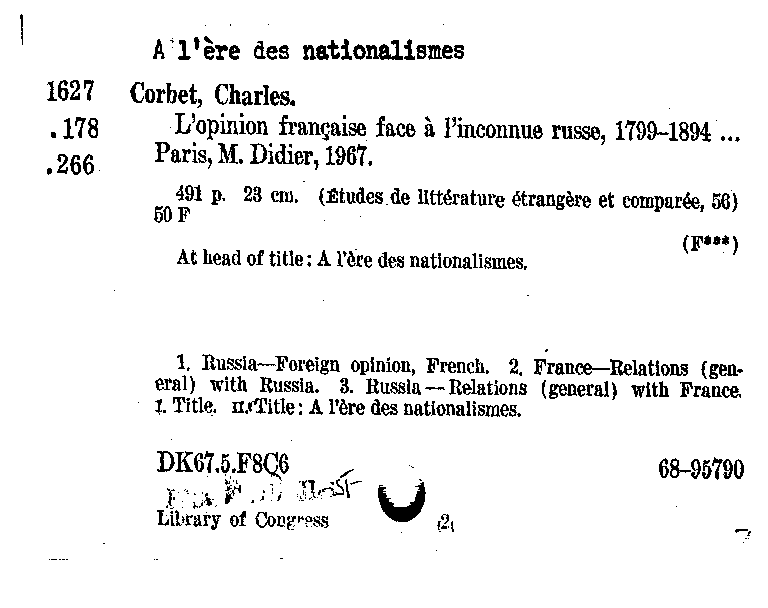 A l'ère des nationalismes
1627 Corbet, Charles.
.178 L'opinion française face à l'inconnue russe, 1799–1894 ...
.266 Paris, M. Didier, 1967.
491 p. 23 cm. (Études de littérature étrangère et comparée, 56)
50 F
(F***)
At head of title: A l'ère des nationalismes.
1. Russia—Foreign opinion, French. 2. France—Relations (gen-
eral) with Russia. 3. Russia—Relations (general) with France.
I. Title. II. Title: A l'ère des nationalismes.
DK67.5.F8C6 68–95790
Library of Congress (2)